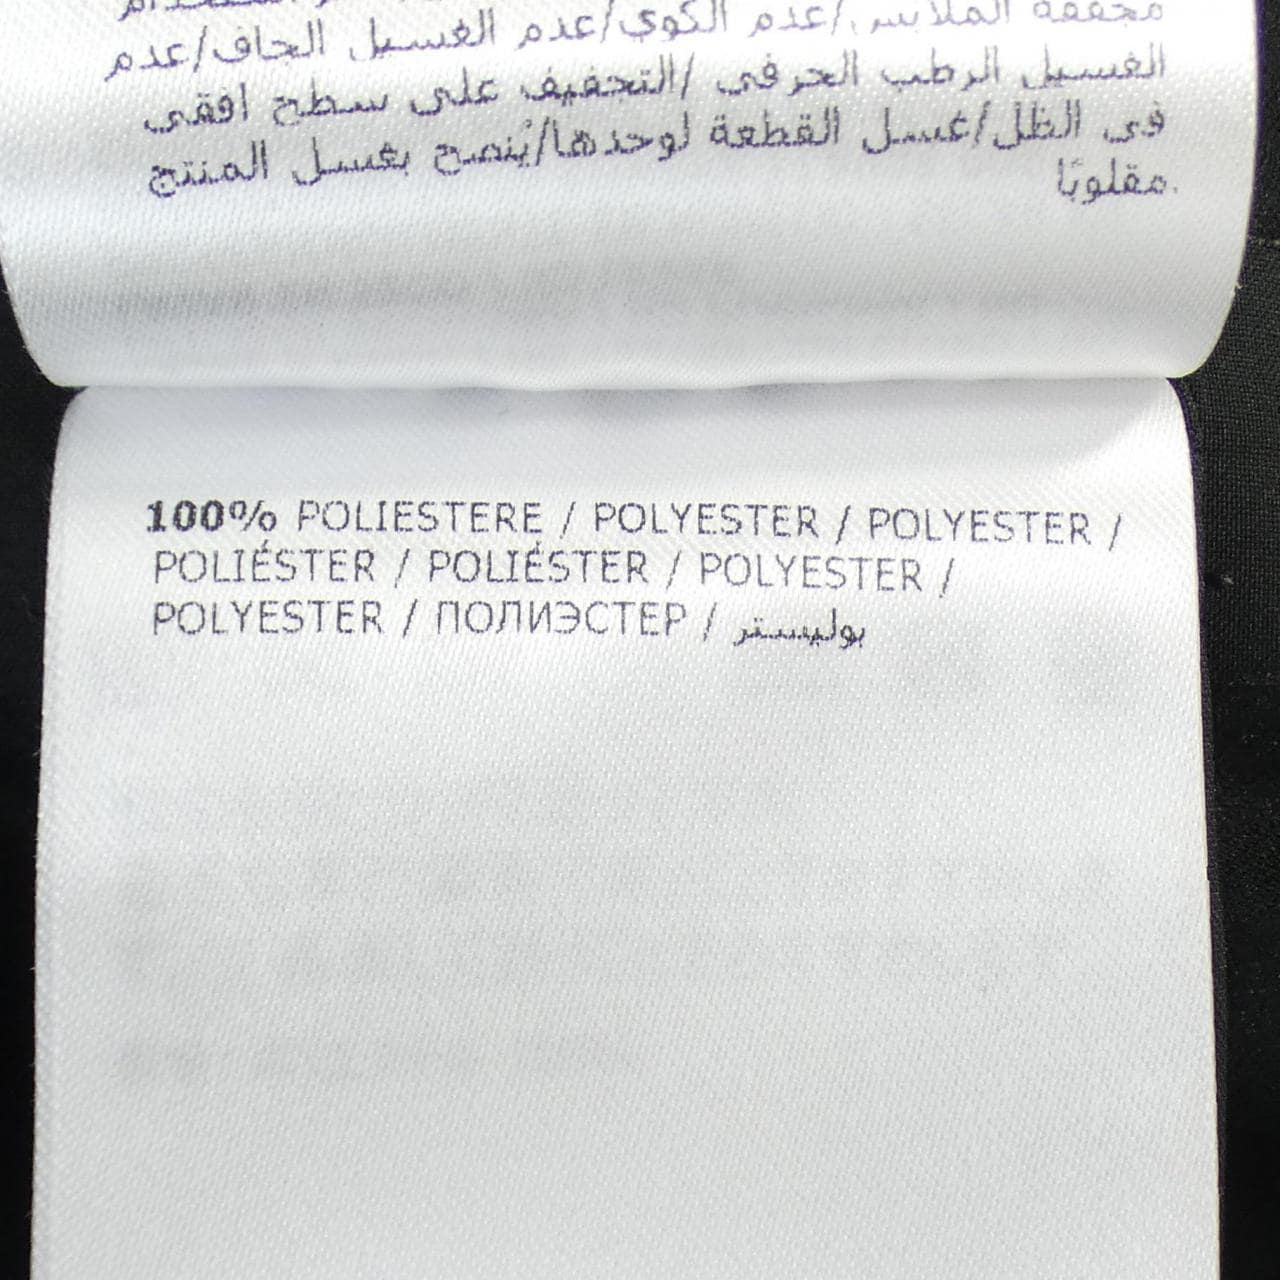 مجففة الملابس/عدم الكوي/عدم الغسيل الجاف/عدم
الغسيل الرطب الحرفي /التجفيف على سطح افقي
في الظل/غسل القطعة لوحدها/يُنصح بغسل المنتج
مقلوبًا.
100% POLIESTERE / POLYESTER / POLYESTER /
POLIÉSTER / POLIÉSTER / POLYESTER /
POLYESTER / ПОЛИЭСТЕР / بوليستر